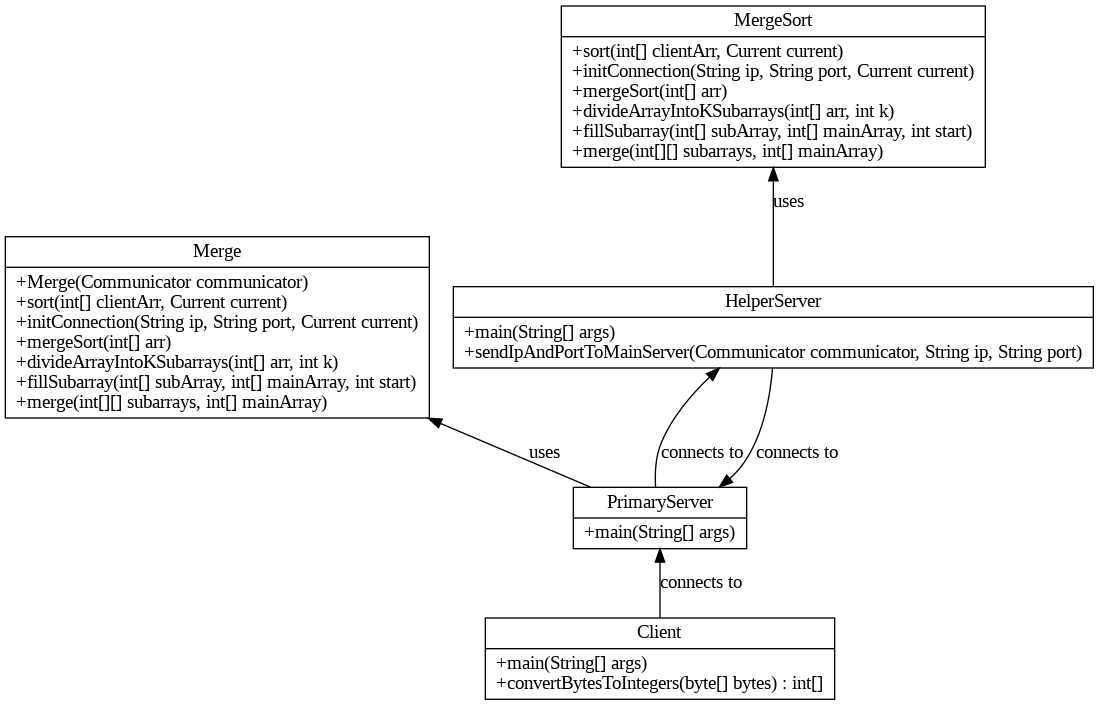 MergeSort
+sort(int[] clientArr, Current current)
+initConnection(String ip, String port, Current current)
+mergeSort(int[] arr)
+divideArrayIntoKSubarrays(int[] arr, int k)
+fillSubarray(int[] subArray, int[] mainArray, int start)
+merge(int[][] subarrays, int[] mainArray)
uses
Merge
+Merge(Communicator communicator)
+sort(int[] clientArr, Current current)
+initConnection(String ip, String port, Current current)
+mergeSort(int[] arr)
+divideArrayIntoKSubarrays(int[] arr, int k)
+fillSubarray(int[] subArray, int[] mainArray, int start)
+merge(int[][] subarrays, int[] mainArray)
HelperServer
+main(String[] args)
+sendIpAndPortToMainServer(Communicator communicator, String ip, String port)
uses
connects to
connects to
PrimaryServer
+main(String[] args)
connects to
Client
+main(String[] args)
+convertBytesToIntegers(byte[] bytes) : int[]